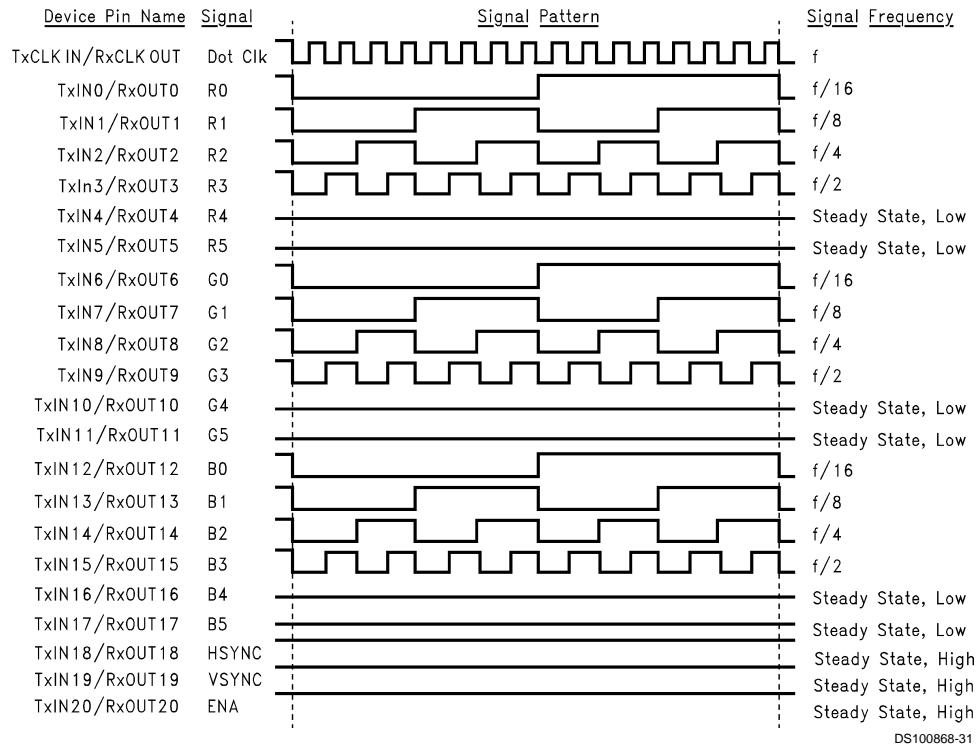 Device Pin Name Signal Signal Pattern Signal Frequency
TxCLK IN/RxCLK OUT Dot Clk f
TxIN0/RxOUT0 R0 f/16
TxIN1/RxOUT1 R1 f/8
TxIN2/RxOUT2 R2 f/4
TxIn3/RxOUT3 R3 f/2
TxIN4/RxOUT4 R4 Steady State, Low
TxIN5/RxOUT5 R5 Steady State, Low
TxIN6/RxOUT6 G0 f/16
TxIN7/RxOUT7 G1 f/8
TxIN8/RxOUT8 G2 f/4
TxIN9/RxOUT9 G3 f/2
TxIN10/RxOUT10 G4 Steady State, Low
TxIN11/RxOUT11 G5 Steady State, Low
TxIN12/RxOUT12 B0 f/16
TxIN13/RxOUT13 B1 f/8
TxIN14/RxOUT14 B2 f/4
TxIN15/RxOUT15 B3 f/2
TxIN16/RxOUT16 B4 Steady State, Low
TxIN17/RxOUT17 B5 Steady State, Low
TxIN18/RxOUT18 HSYNC Steady State, High
TxIN19/RxOUT19 VSYNC Steady State, High
TxIN20/RxOUT20 ENA Steady State, High
DS100868-31